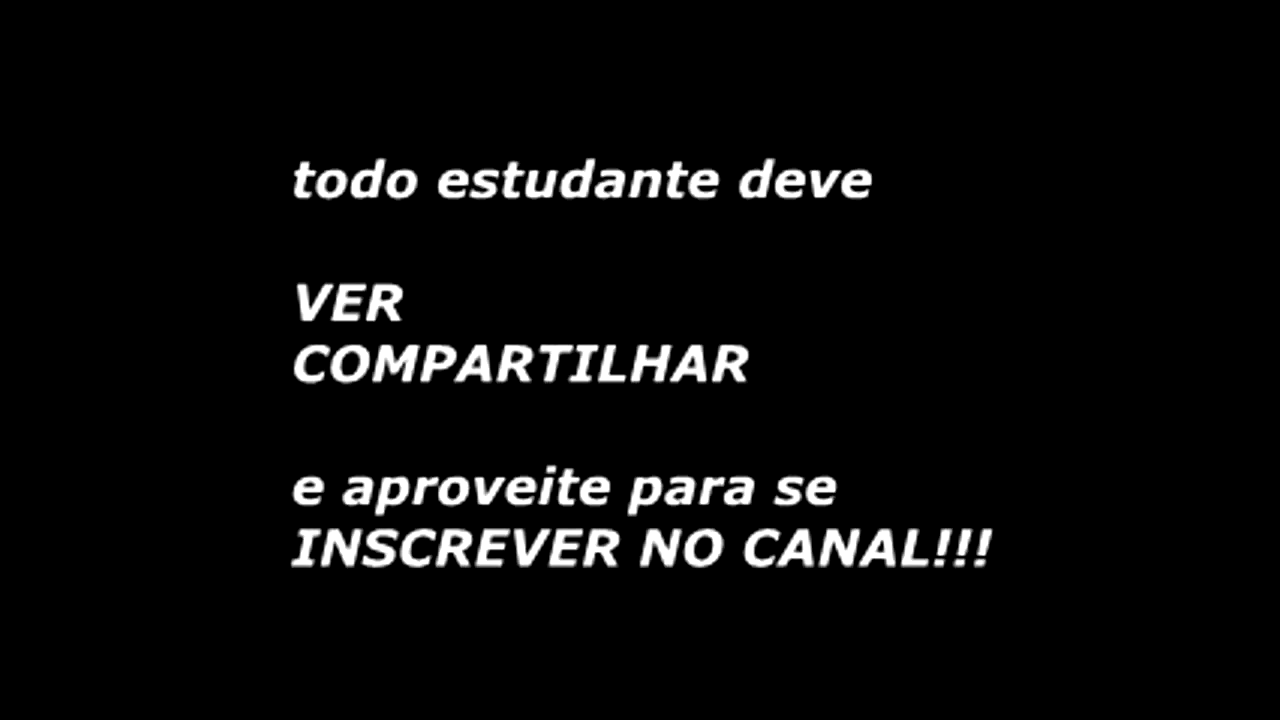 todo estudante deve
VER
COMPARTILHAR
e aproveite para se
INSCREVER NO CANAL!!!